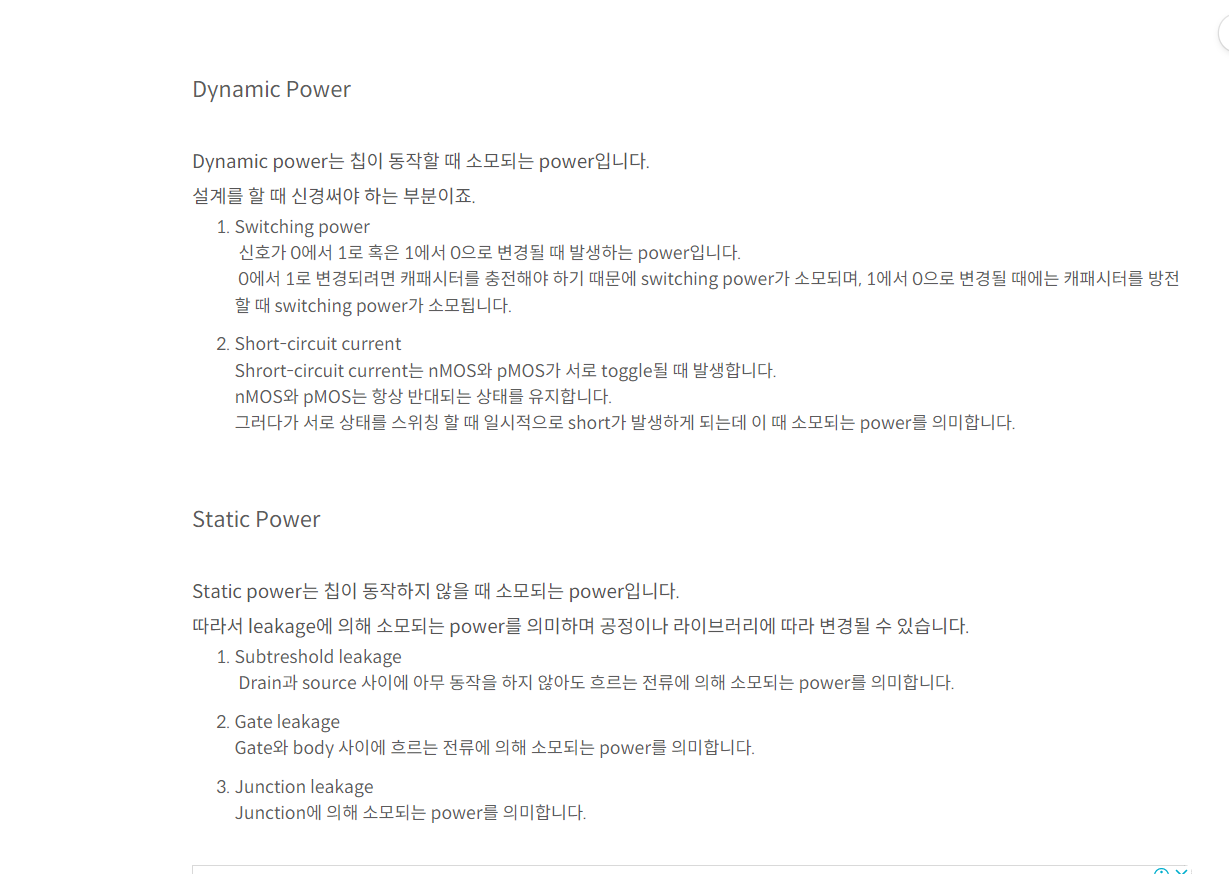 Dynamic Power
Dynamic power는 칩이 동작할 때 소모되는 power입니다.
설계를 할 때 신경써야 하는 부분이죠.
1. Switching power
신호가 0에서 1로 혹은 1에서 0으로 변경될 때 발생하는 power입니다.
0에서 1로 변경되려면 캐패시터를 충전해야 하기 때문에 switching power가 소모되며, 1에서 0으로 변경될 때에는 캐패시터를 방전
할 때 switching power가 소모됩니다.
2. Short-circuit current
Shrort-circuit current는 nMOS와 pMOS가 서로 toggle될 때 발생합니다.
nMOS와 pMOS는 항상 반대되는 상태를 유지합니다.
그러다가 서로 상태를 스위칭 할 때 일시적으로 short가 발생하게 되는데 이 때 소모되는 power를 의미합니다.
Static Power
Static power는 칩이 동작하지 않을 때 소모되는 power입니다.
따라서 leakage에 의해 소모되는 power를 의미하며 공정이나 라이브러리에 따라 변경될 수 있습니다.
1. Subtreshold leakage
Drain과 source 사이에 아무 동작을 하지 않아도 흐르는 전류에 의해 소모되는 power를 의미합니다.
2. Gate leakage
Gate와 body 사이에 흐르는 전류에 의해 소모되는 power를 의미합니다.
3. Junction leakage
Junction에 의해 소모되는 power를 의미합니다.